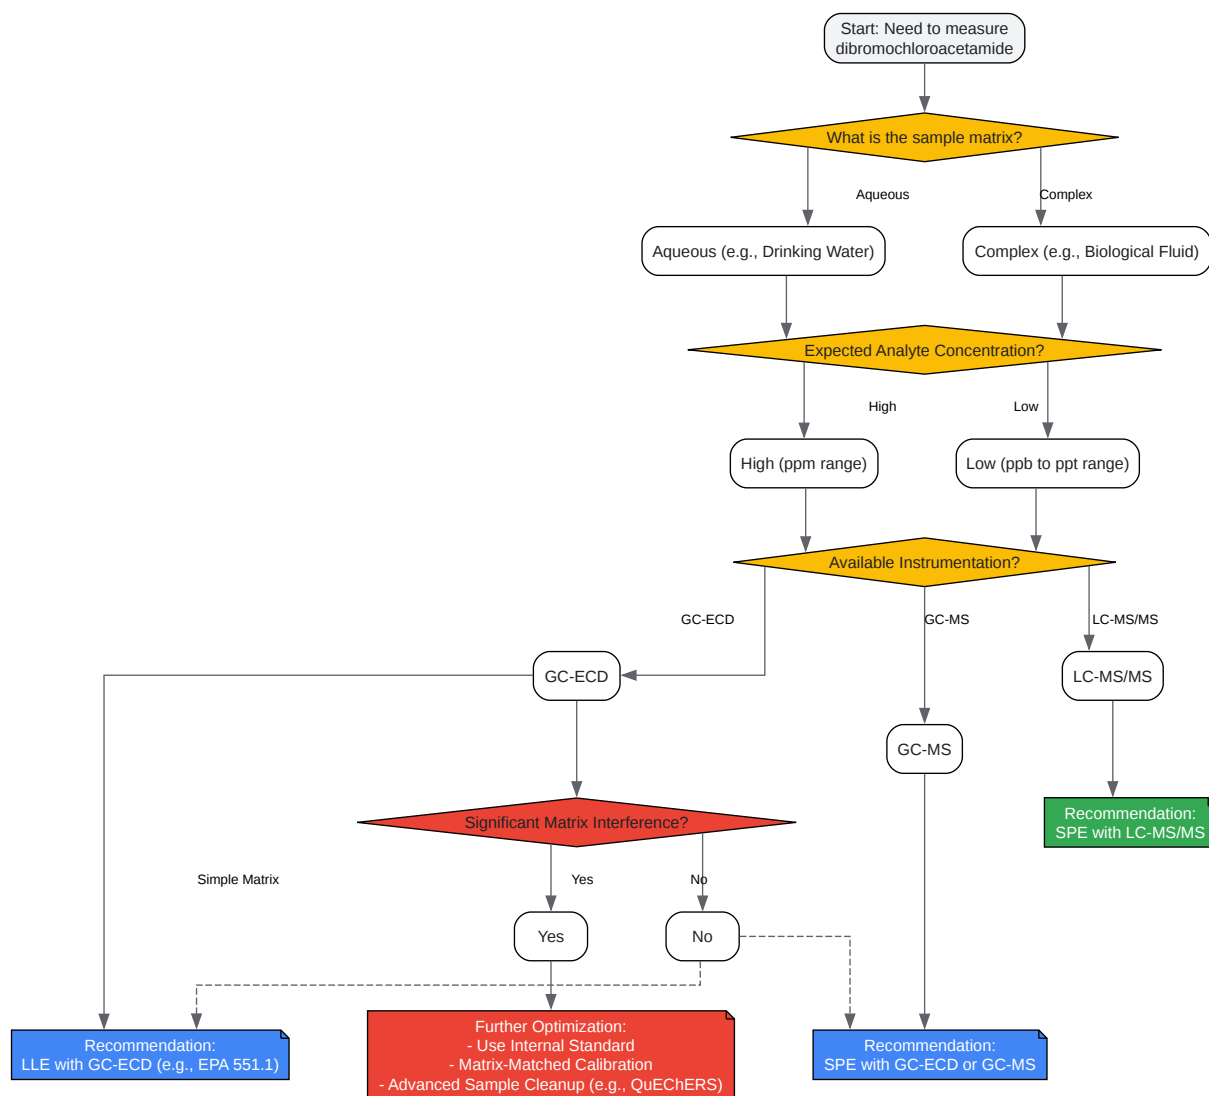 Start: Need to measure
dibromochloroacetamide
What is the sample matrix?
Aqueous
Complex
Aqueous (e.g., Drinking Water)
Complex (e.g., Biological Fluid)
Expected Analyte Concentration?
High
Low
High (ppm range)
Low (ppb to ppt range)
Available Instrumentation?
GC-ECD
GC-MS
LC-MS/MS
GC-ECD
LC-MS/MS
GC-MS
Significant Matrix Interference?
Recommendation:
SPE with LC-MS/MS
Simple Matrix
Yes
No
Yes
No
Recommendation:
LLE with GC-ECD (e.g., EPA 551.1)
Further Optimization:
- Use Internal Standard
- Matrix-Matched Calibration
- Advanced Sample Cleanup (e.g., QuEChERS)
Recommendation:
SPE with GC-ECD or GC-MS